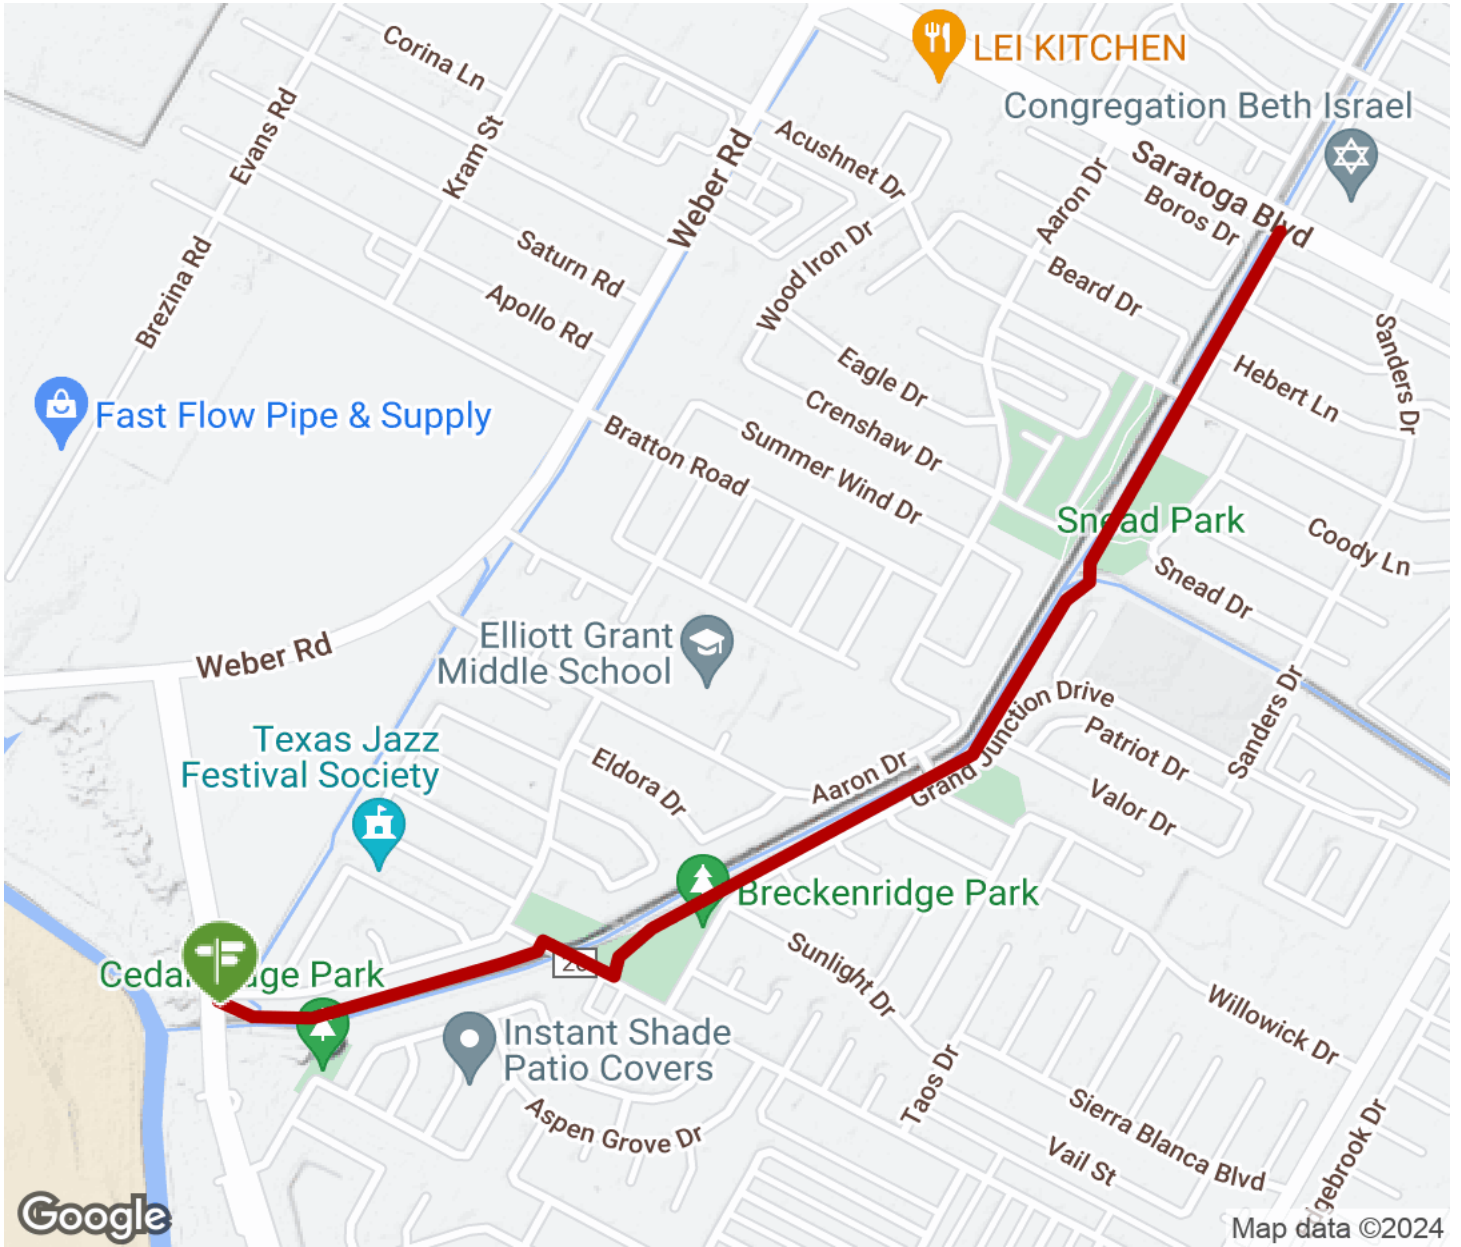 Corina Ln
LEI KITCHEN
Congregation Beth Israel
Evans Rd
Kram St
Weber Rd
Acushnet Dr
Aaron Dr
Saratoga Blvd
Boros Dr
Wood Iron Dr
Saturn Rd
Beard Dr
Brezina Rd
Apollo Rd
Sanders Dr
Eagle Dr
Hebert Ln
Fast Flow Pipe & Supply
Crenshaw Dr
Bratton Road
Summer Wind Dr
Snead Park
Coody Ln
Snead Dr
Elliott Grant
Middle School
Weber Rd
Grand Junction Drive
Sanders Dr
Patriot Dr
Texas Jazz
Festival Society
Eldora Dr
Aaron Dr
Valor Dr
Breckenridge Park
Sunlight Dr
Park
Willowick Dr
Instant Shade
Patio Covers
Taos Dr
Aspen Grove Dr
Sierra Blanca Blvd
Vail St
Google
Map data ©2024